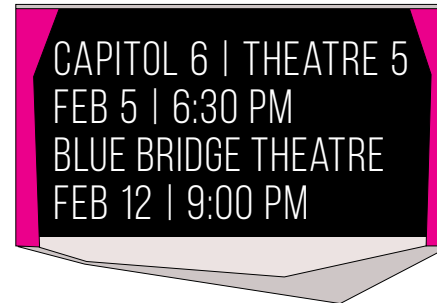 CAPITOL 6 | THEATRE 5
FEB 5 | 6:30 PM
BLUE BRIDGE THEATRE
FEB 12 | 9:00 PM